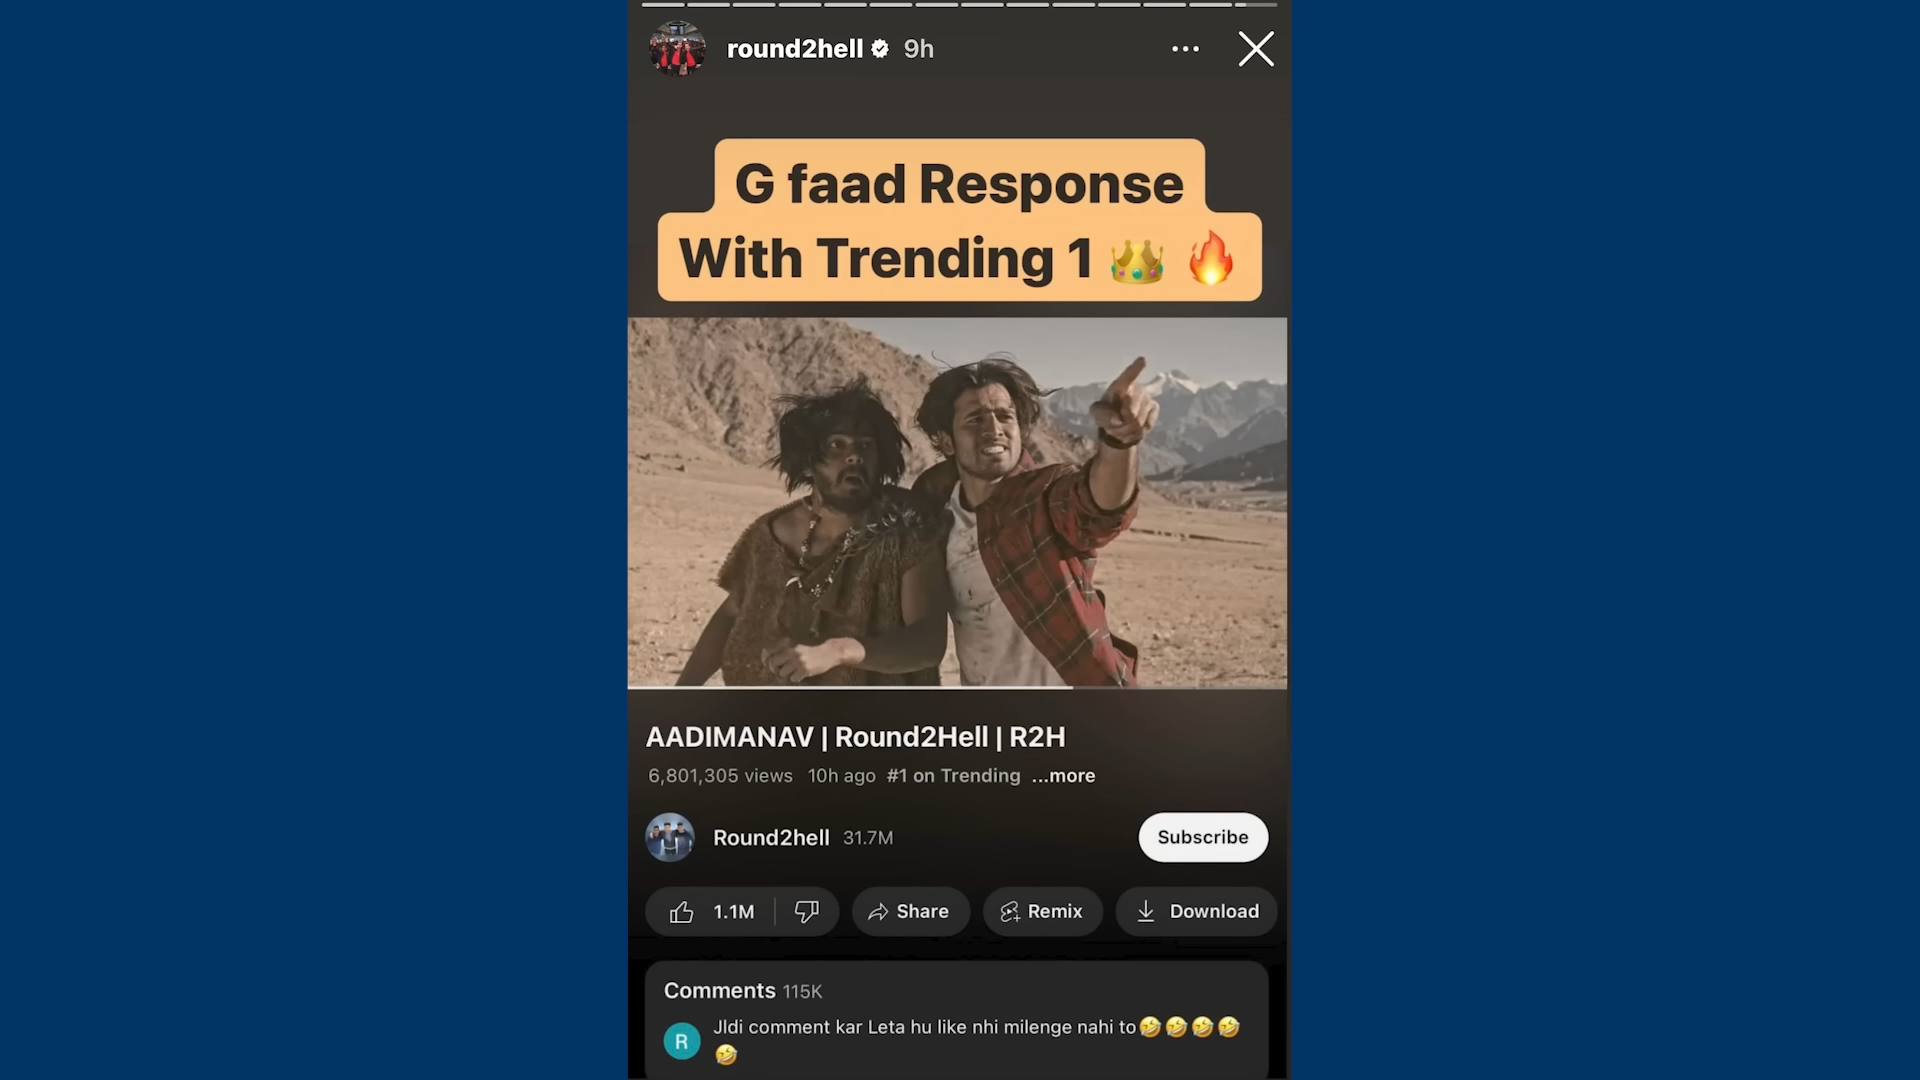 round2hell 9h
G faad Response
With Trending 1 👑 🔥
AADIMANAV | Round2Hell | R2H
6,801,305 views 10h ago #1 on Trending ...more
Round2hell 31.7M
Subscribe
1.1M Share Remix Download
Comments 115K
R Jldi comment kar Leta hu like nhi milenge nahi to🤣🤣🤣🤣
🤣